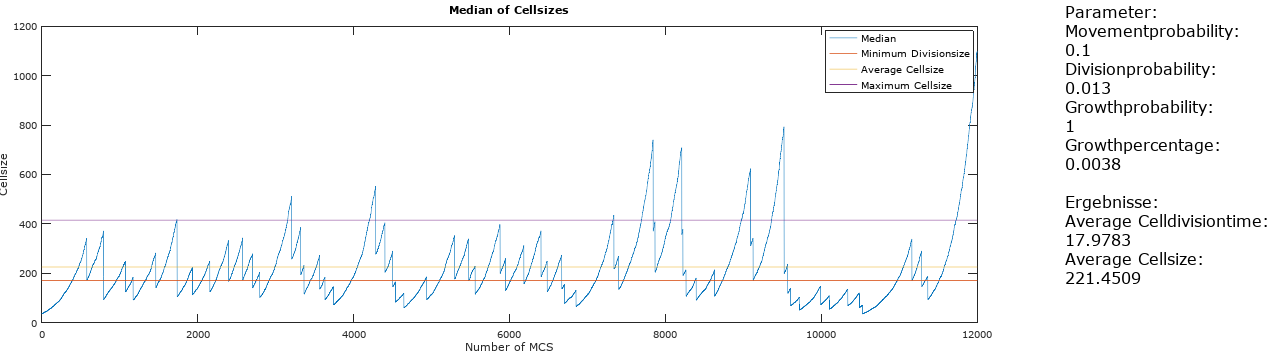 Median of Cellsizes
1200
1000
800
600
400
200
0
Cellsize
0
2000
4000
6000
8000
10000
12000
Number of MCS
Median
Minimum Divisionsize
Average Cellsize
Maximum Cellsize
Parameter:
Movementprobability:
0.1
Divisionprobability:
0.013
Growthprobability:
1
Growthpercentage:
0.0038
Ergebnisse:
Average Celldivisiontime:
17.9783
Average Cellsize:
221.4509